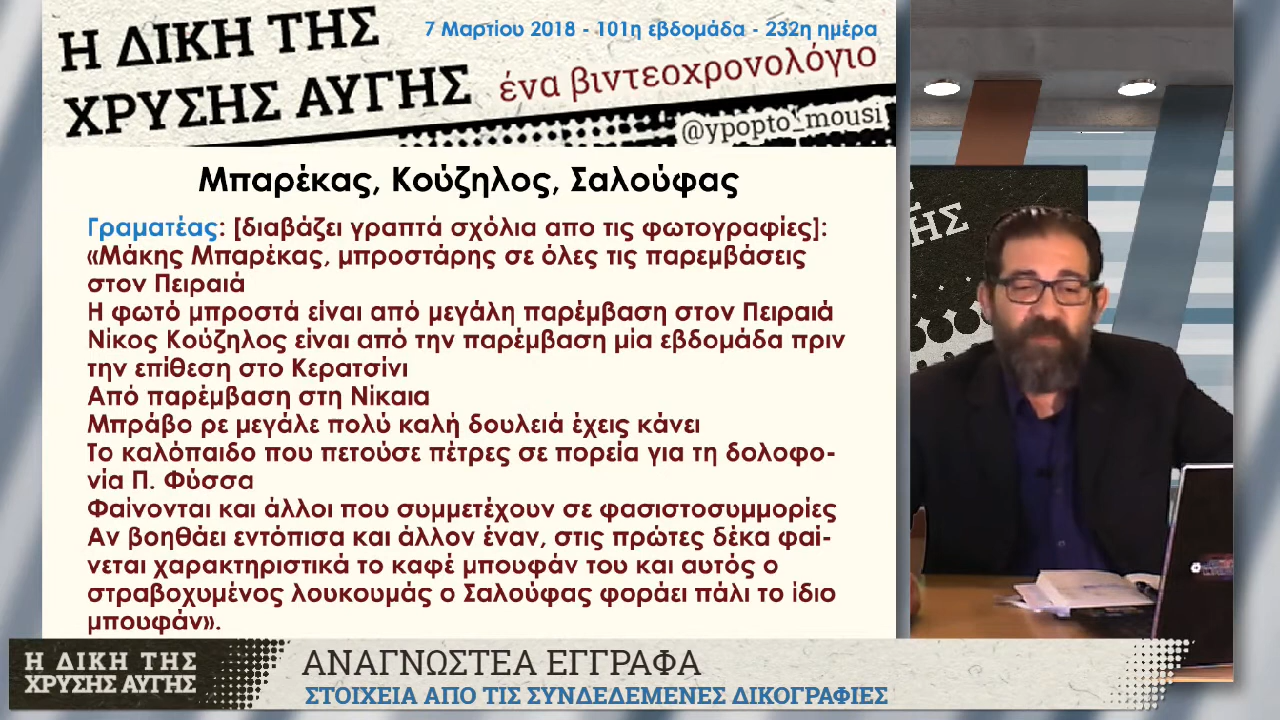 Η ΔΙΚΗ ΤΗΣ
ΧΡΥΣΗΣ ΑΥΓΗΣ
7 Μαρτίου 2018 - 101η εβδομάδα - 232η ημέρα
ένα βιντεοχρονολόγιο
@ypopto_mousi
Μπαρέκας, Κούζηλος, Σαλούφας
Γραματέας: [διαβάζει γραπτά σχόλια απο τις φωτογραφίες]:
«Μάκης Μπαρέκας, μπροστάρης σε όλες τις παρεμβάσεις
στον Πειραιά
Η φωτό μπροστά είναι από μεγάλη παρέμβαση στον Πειραιά
Νίκος Κούζηλος είναι από την παρέμβαση μία εβδομάδα πριν
την επίθεση στο Κερατσίνι
Από παρέμβαση στη Νίκαια
Μπράβο ρε μεγάλε πολύ καλή δουλειά έχεις κάνει
Το καλόπαιδο που πετούσε πέτρες σε πορεία για τη δολοφο-
νία Π. Φύσσα
Φαίνονται και άλλοι που συμμετέχουν σε φασιστοσυμμορίες
Αν βοηθάει εντόπισα και άλλον έναν, στις πρώτες δέκα φαί-
νεται χαρακτηριστικά το καφέ μπουφάν του και αυτός ο
στραβοχυμένος λουκουμάς ο Σαλούφας φοράει πάλι το ίδιο
μπουφάν».
ΗΣ
Η ΔΙΚΗ ΤΗΣ
ΧΡΥΣΗΣ ΑΥΓΗΣ
ΑΝΑΓΝΩΣΤΕΑ ΕΓΓΡΑΦΑ
ΣΤΟΙΧΕΙΑ ΑΠΟ ΤΙΣ ΣΥΝΔΕΔΕΜΕΝΕΣ ΔΙΚΟΓΡΑΦΙΕΣ